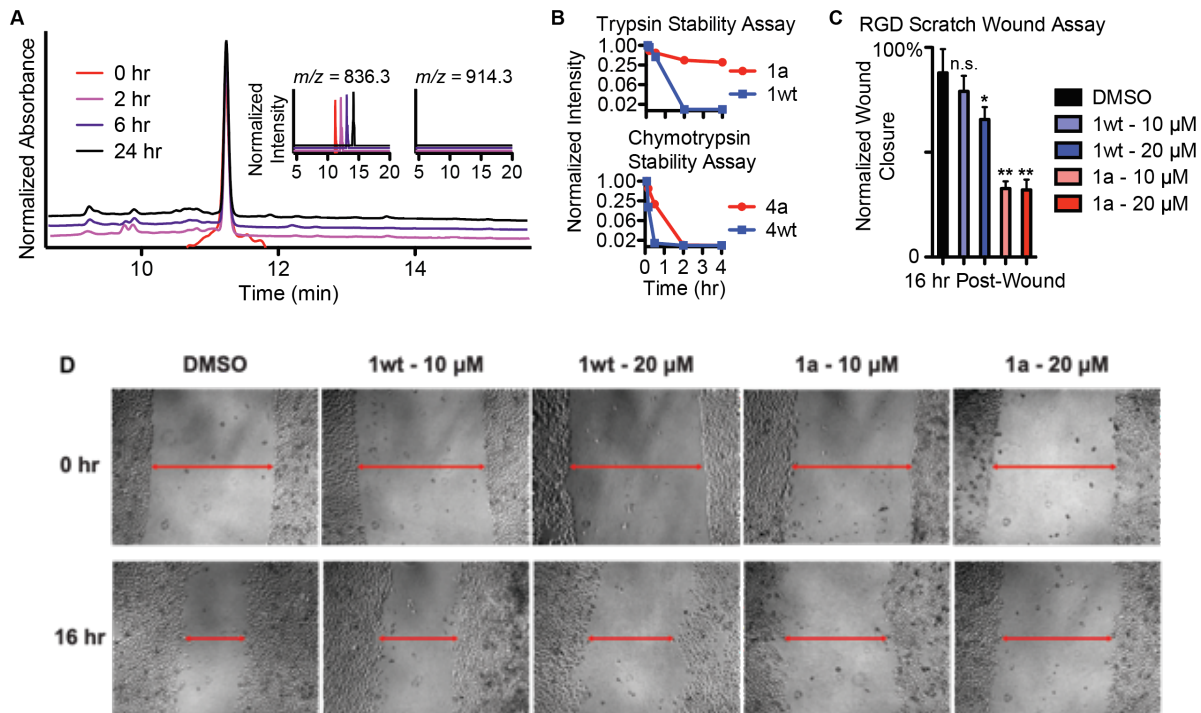 A
Normalized Absorbance
0 hr
2 hr
6 hr
24 hr
Normalized
Intensity
m/z = 836.3
5 10 15 20
m/z = 914.3
5 10 15 20
10 12 14
Time (min)
B
Trypsin Stability Assay
Normalized Intensity
1.00
0.25
0.06
0.02
1a
1wt
Chymotrypsin
Stability Assay
1.00
0.25
0.06
0.02
4a
4wt
0 1 2 3 4
Time (hr)
C
RGD Scratch Wound Assay
Normalized Wound
Closure
100%
0
n.s.
*
**
**
16 hr Post-Wound
DMSO
1wt - 10 μM
1wt - 20 μM
1a - 10 μM
1a - 20 μM
D
DMSO
1wt - 10 μM
1wt - 20 μM
1a - 10 μM
1a - 20 μM
0 hr
16 hr